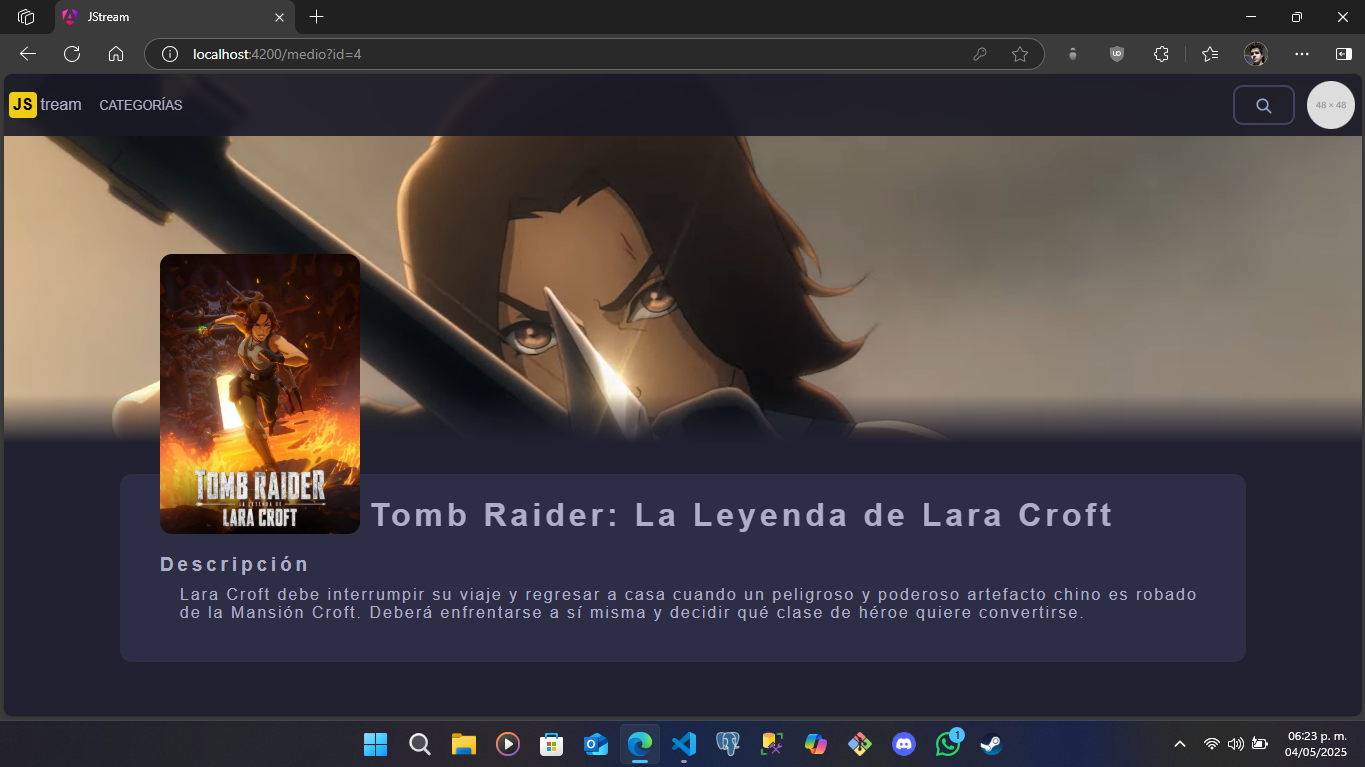 JStream
localhost:4200/medio?id=4
UD
JS tream
CATEGORÍAS
48 × 48
TOMB RAIDER
LA LEYENDA DE
LARA CROFT
Tomb Raider: La Leyenda de Lara Croft
Descripción
Lara Croft debe interrumpir su viaje y regresar a casa cuando un peligroso y poderoso artefacto chino es robado
de la Mansión Croft. Deberá enfrentarse a sí misma y decidir qué clase de héroe quiere convertirse.
1
06:23 p. m.
04/05/2025